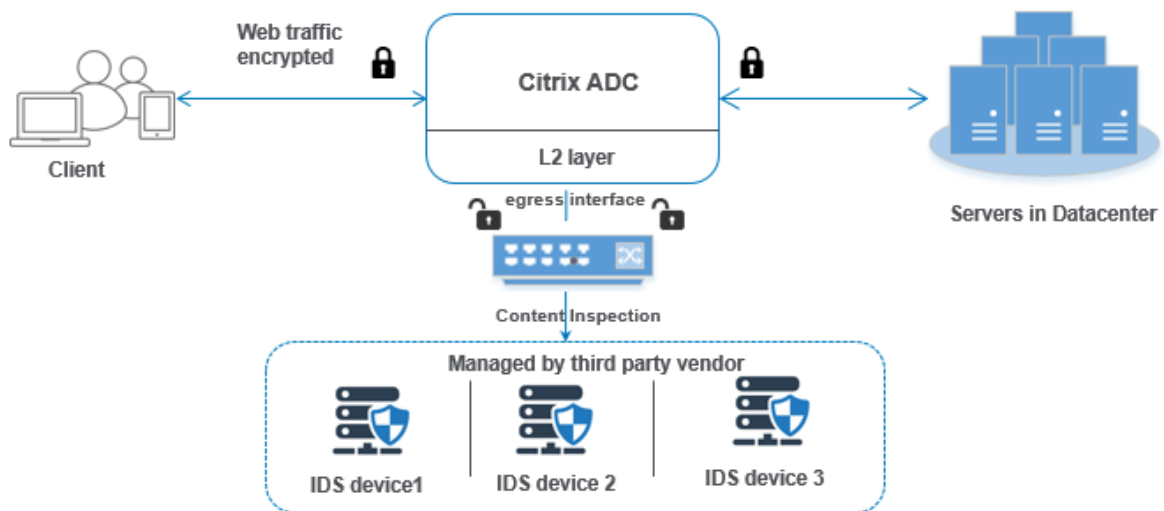 Web traffic
encrypted
Citrix ADC
L2 layer
Client
egress interface
Servers in Datacenter
Content Inspection
Managed by third party vendor
IDS device1
IDS device 2
IDS device 3